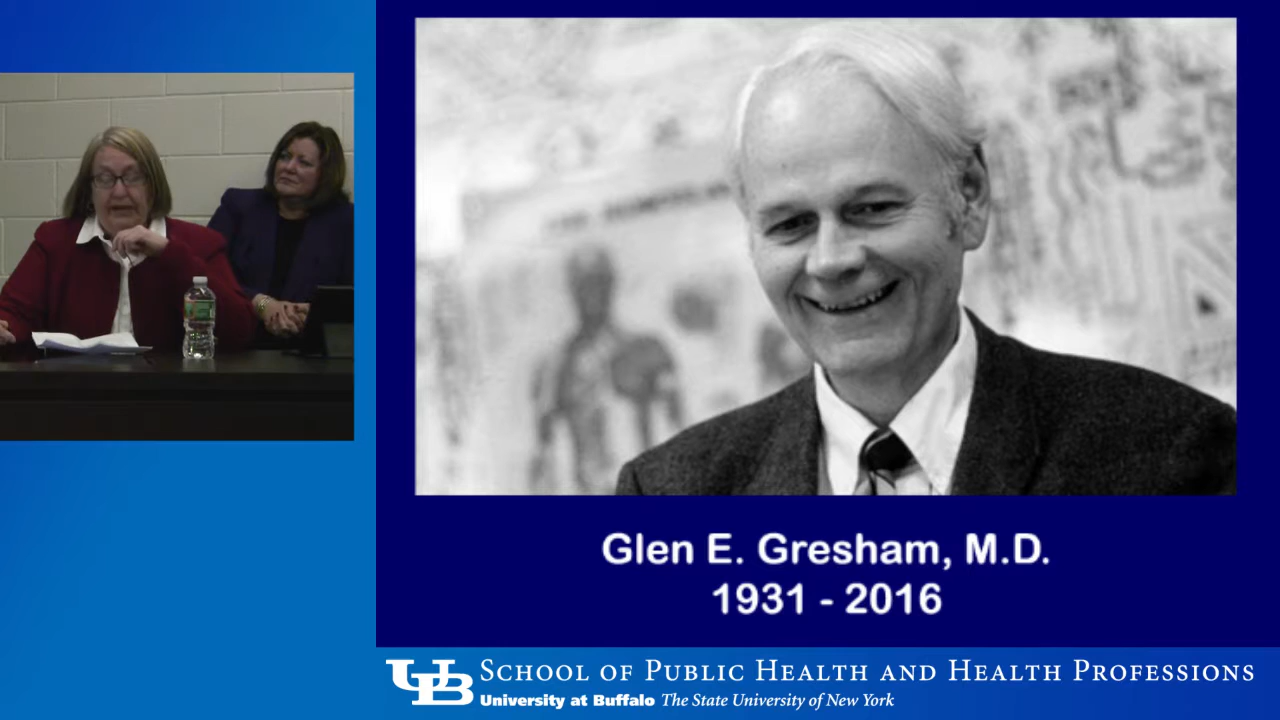 Glen E. Gresham, M.D.
1931 - 2016
UB School of Public Health and Health Professions
University at Buffalo The State University of New York